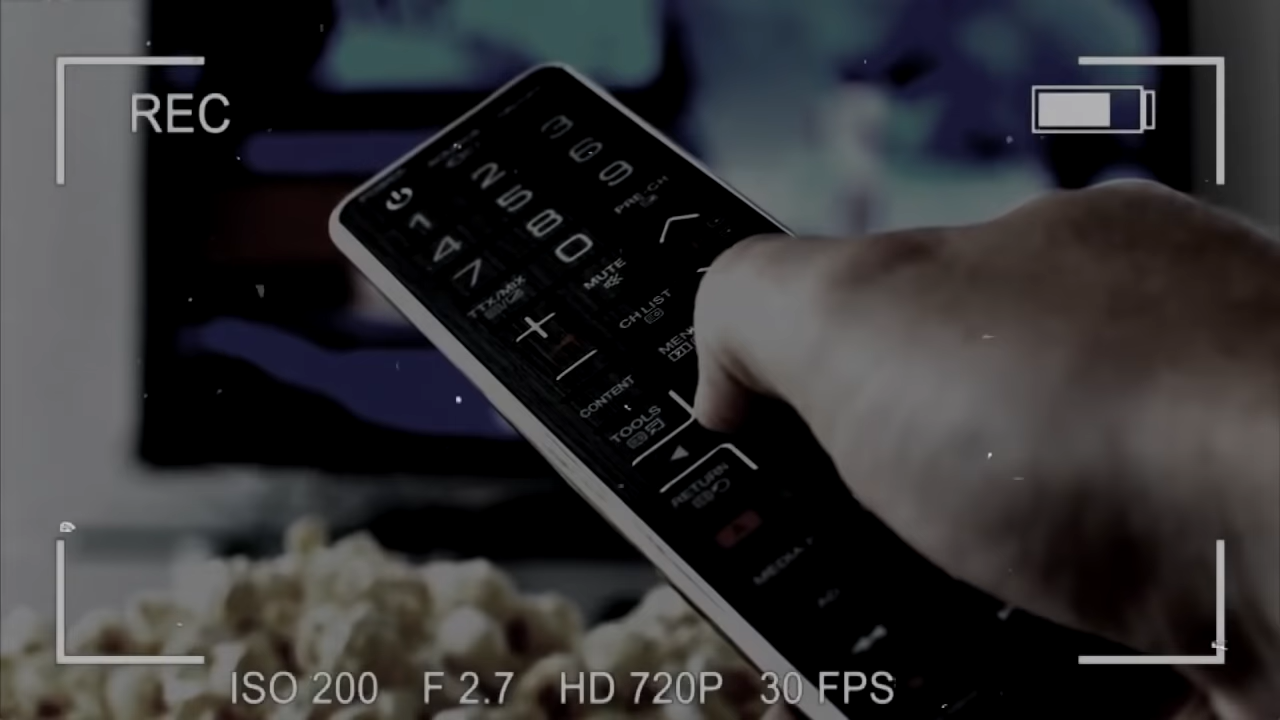 REC
1 2 3
4 5 6
7 8 9
0
TTX/MIX
MUTE
PRE-CH
+
−
CH LIST
CONTENT
TOOLS
RETURN
A
ISO 200 F 2.7 HD 720P 30 FPS